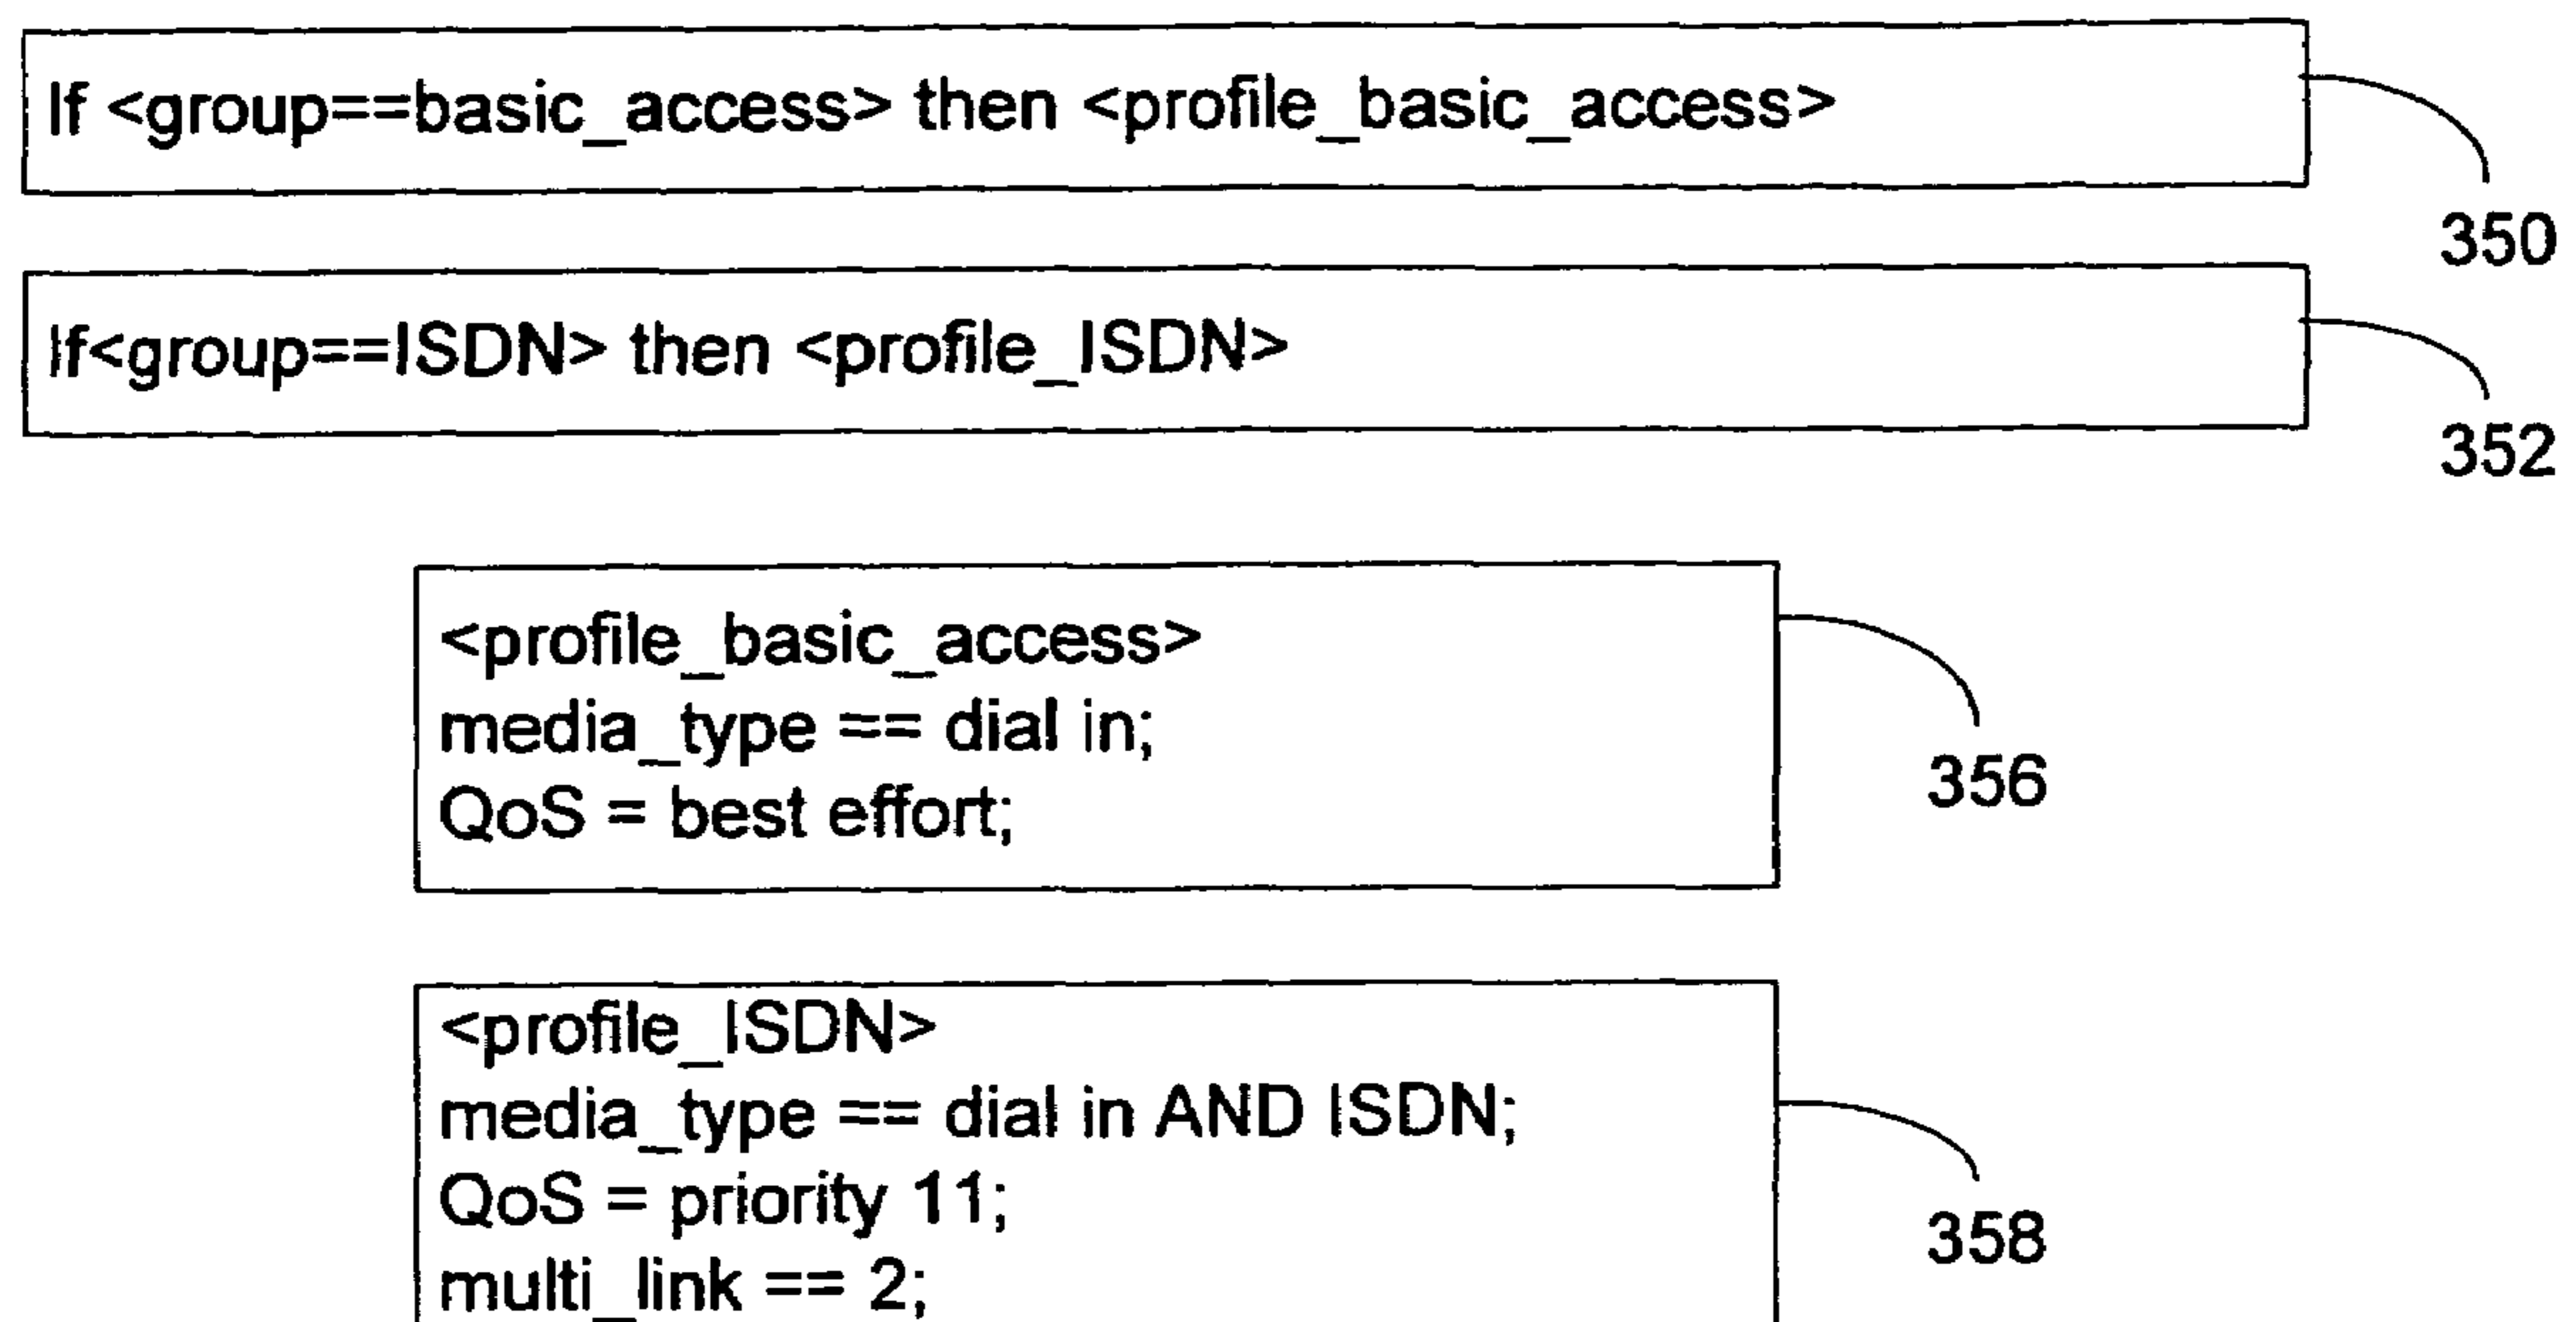 If <group==basic_access> then <profile_basic_access>
350
If<group==ISDN> then <profile_ISDN>
352
<profile_basic_access>
media_type == dial in;
QoS = best effort;
356
<profile_ISDN>
media_type == dial in AND ISDN;
QoS = priority 11;
multi_link == 2;
358